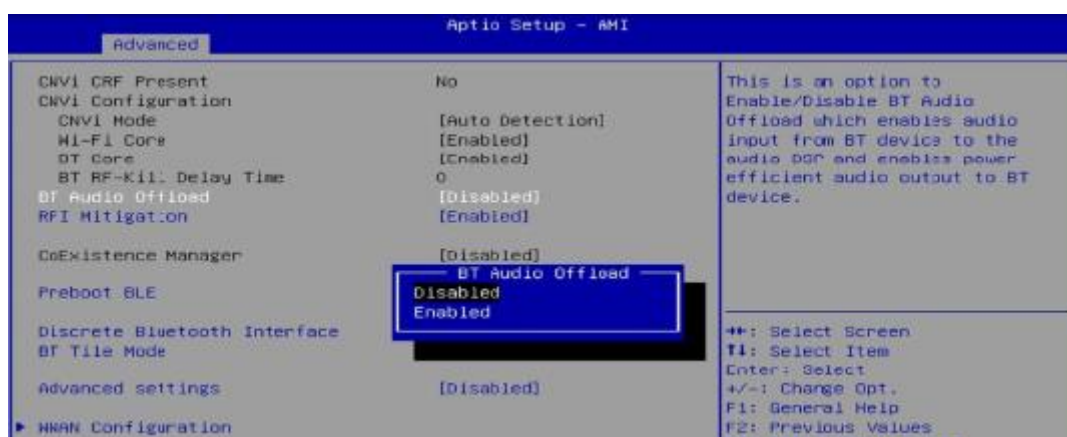 Aptio Setup - AMI
Advanced
CNVi CRF Present No
CNVi Configuration
CNVi Mode [Auto Detection]
Wi-Fi Core [Enabled]
BT Core [Enabled]
BT RF-Kill Delay Time 0
BT Audio Offload [Disabled]
RFI Mitigation [Enabled]
CoExistence Manager [Disabled]
Preboot BLE
Discrete Bluetooth Interface
BT Tile Mode
Advanced settings [Disabled]
WWAN Configuration
BT Audio Offload
Disabled
Enabled
This is an option to
Enable/Disable BT Audio
Offload which enables audio
input from BT device to the
audio DSP and enables power
efficient audio output to BT
device.
→←: Select Screen
↑↓: Select Item
Enter: Select
+/-: Change Opt.
F1: General Help
F2: Previous Values